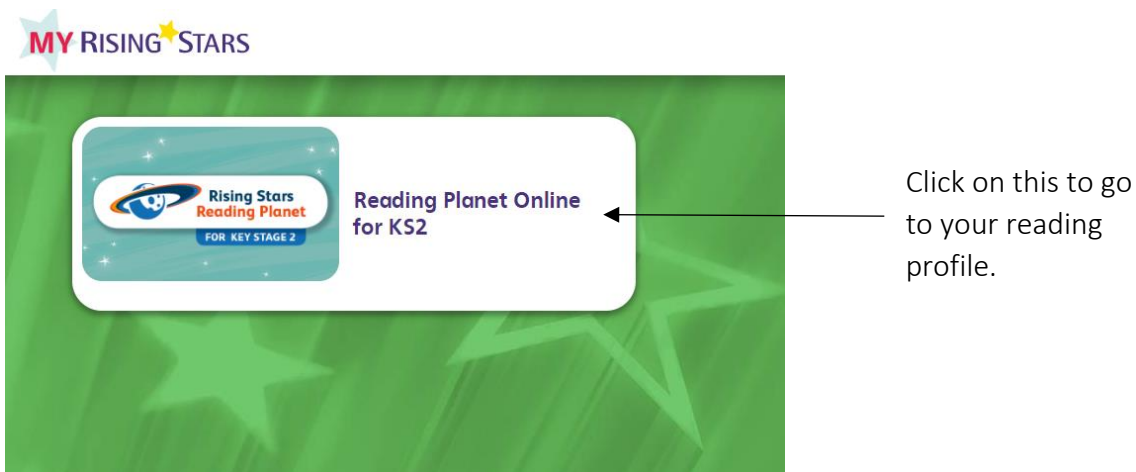 MY RISING STARS
Rising Stars
Reading Planet
FOR KEY STAGE 2
Reading Planet Online
for KS2
Click on this to go
to your reading
profile.